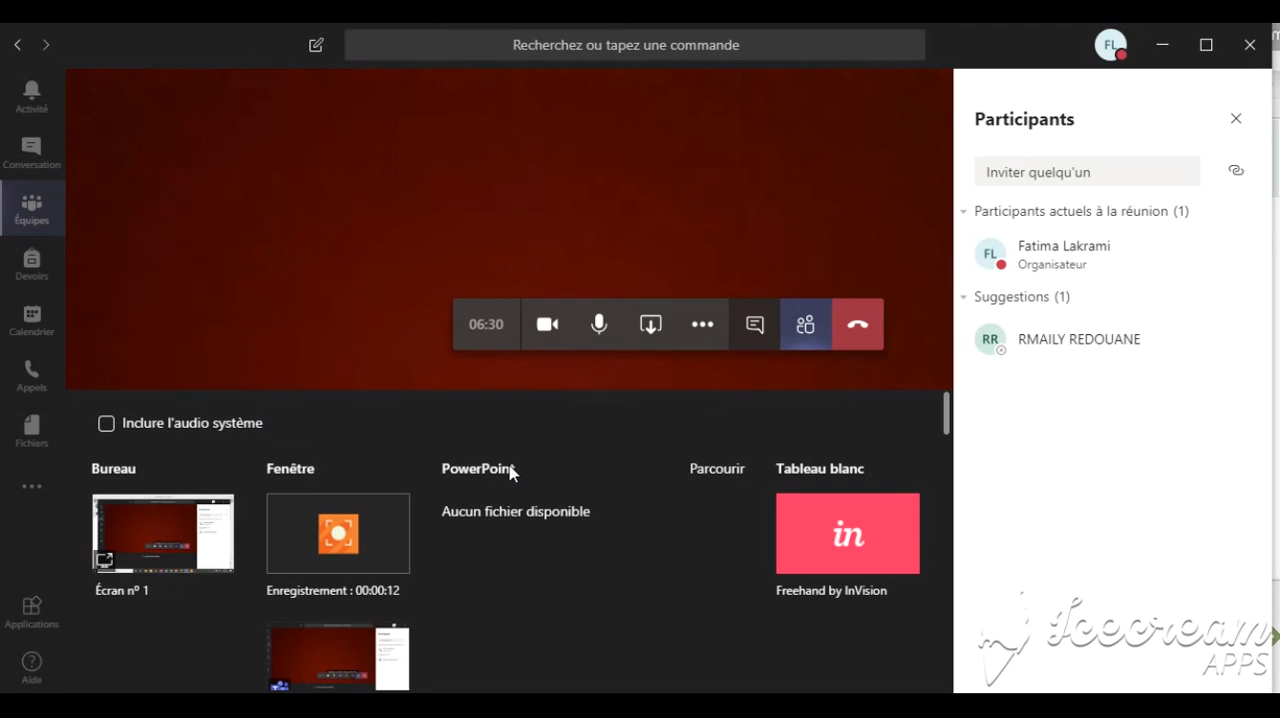 Recherchez ou tapez une commande
FL
Activité
Conversation
Équipes
Devoirs
Calendrier
Appels
Fichiers
Applications
Aide
06:30
Inclure l'audio système
Bureau
Écran nº 1
Fenêtre
Enregistrement : 00:00:12
PowerPoint
Parcourir
Aucun fichier disponible
Tableau blanc
in
Freehand by InVision
Participants
Inviter quelqu'un
Participants actuels à la réunion (1)
FL
Fatima Lakrami
Organisateur
Suggestions (1)
RR
RMAILY REDOUANE
Icecream
APPS